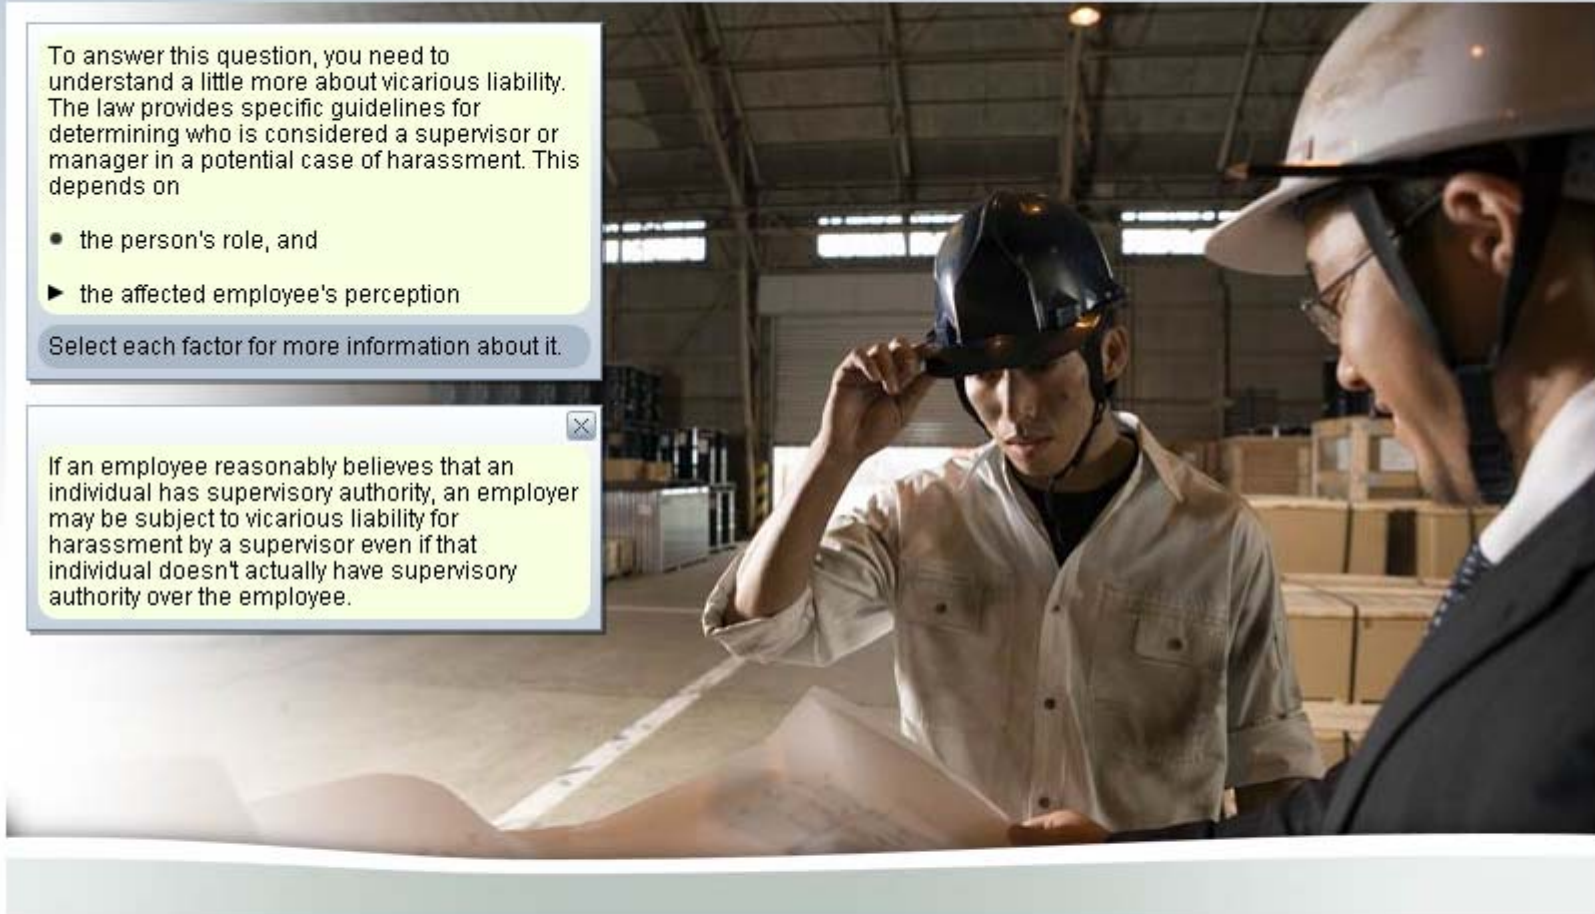 To answer this question, you need to
understand a little more about vicarious liability.
The law provides specific guidelines for
determining who is considered a supervisor or
manager in a potential case of harassment. This
depends on
• the person's role, and
► the affected employee's perception
Select each factor for more information about it.
If an employee reasonably believes that an
individual has supervisory authority, an employer
may be subject to vicarious liability for
harassment by a supervisor even if that
individual doesn't actually have supervisory
authority over the employee.